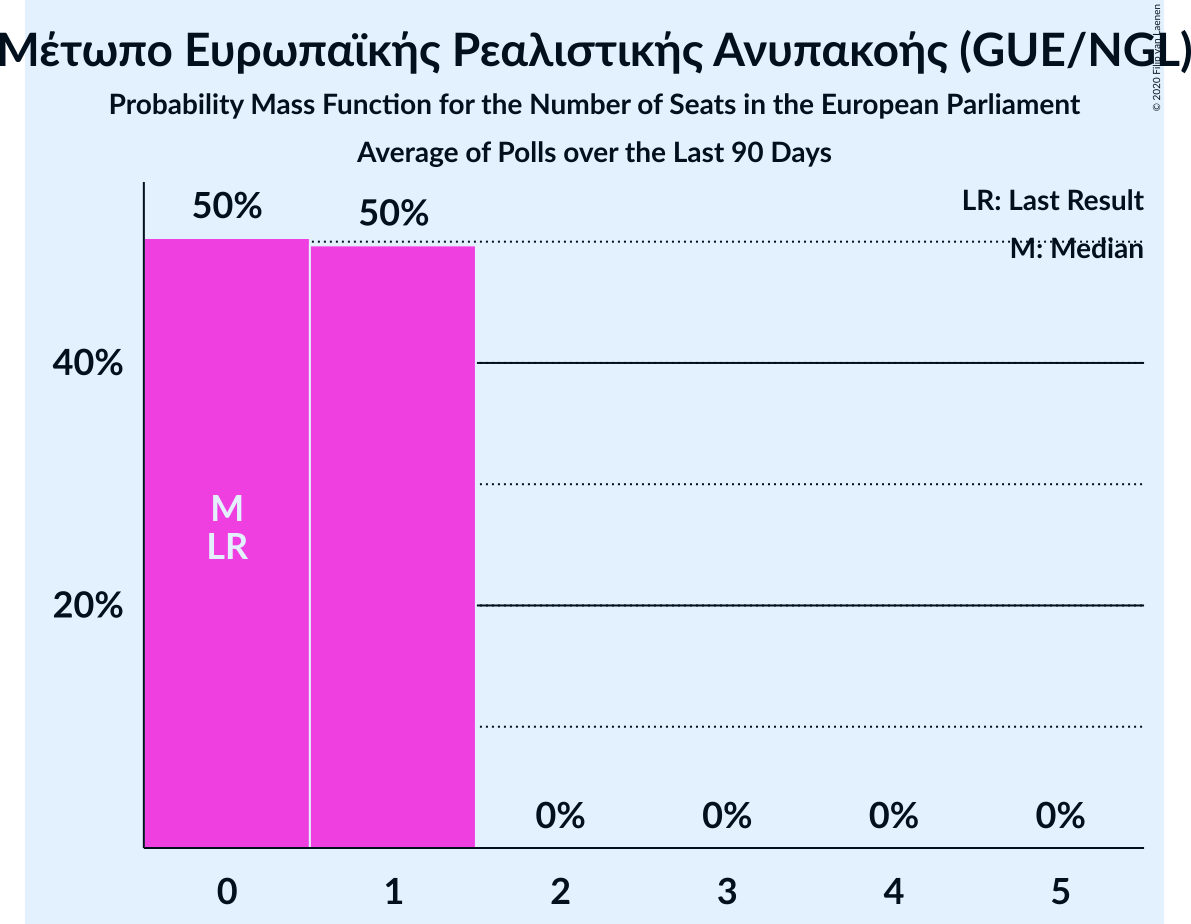 Μέτωπο Ευρωπαϊκής Ρεαλιστικής Ανυπακοής (GUE/NGL)
© 2020 Filip van Laenen
Probability Mass Function for the Number of Seats in the European Parliament
Average of Polls over the Last 90 Days
LR: Last Result
M: Median
50%
50%
40%
20%
M
LR
0%
0%
0%
0%
0
1
2
3
4
5